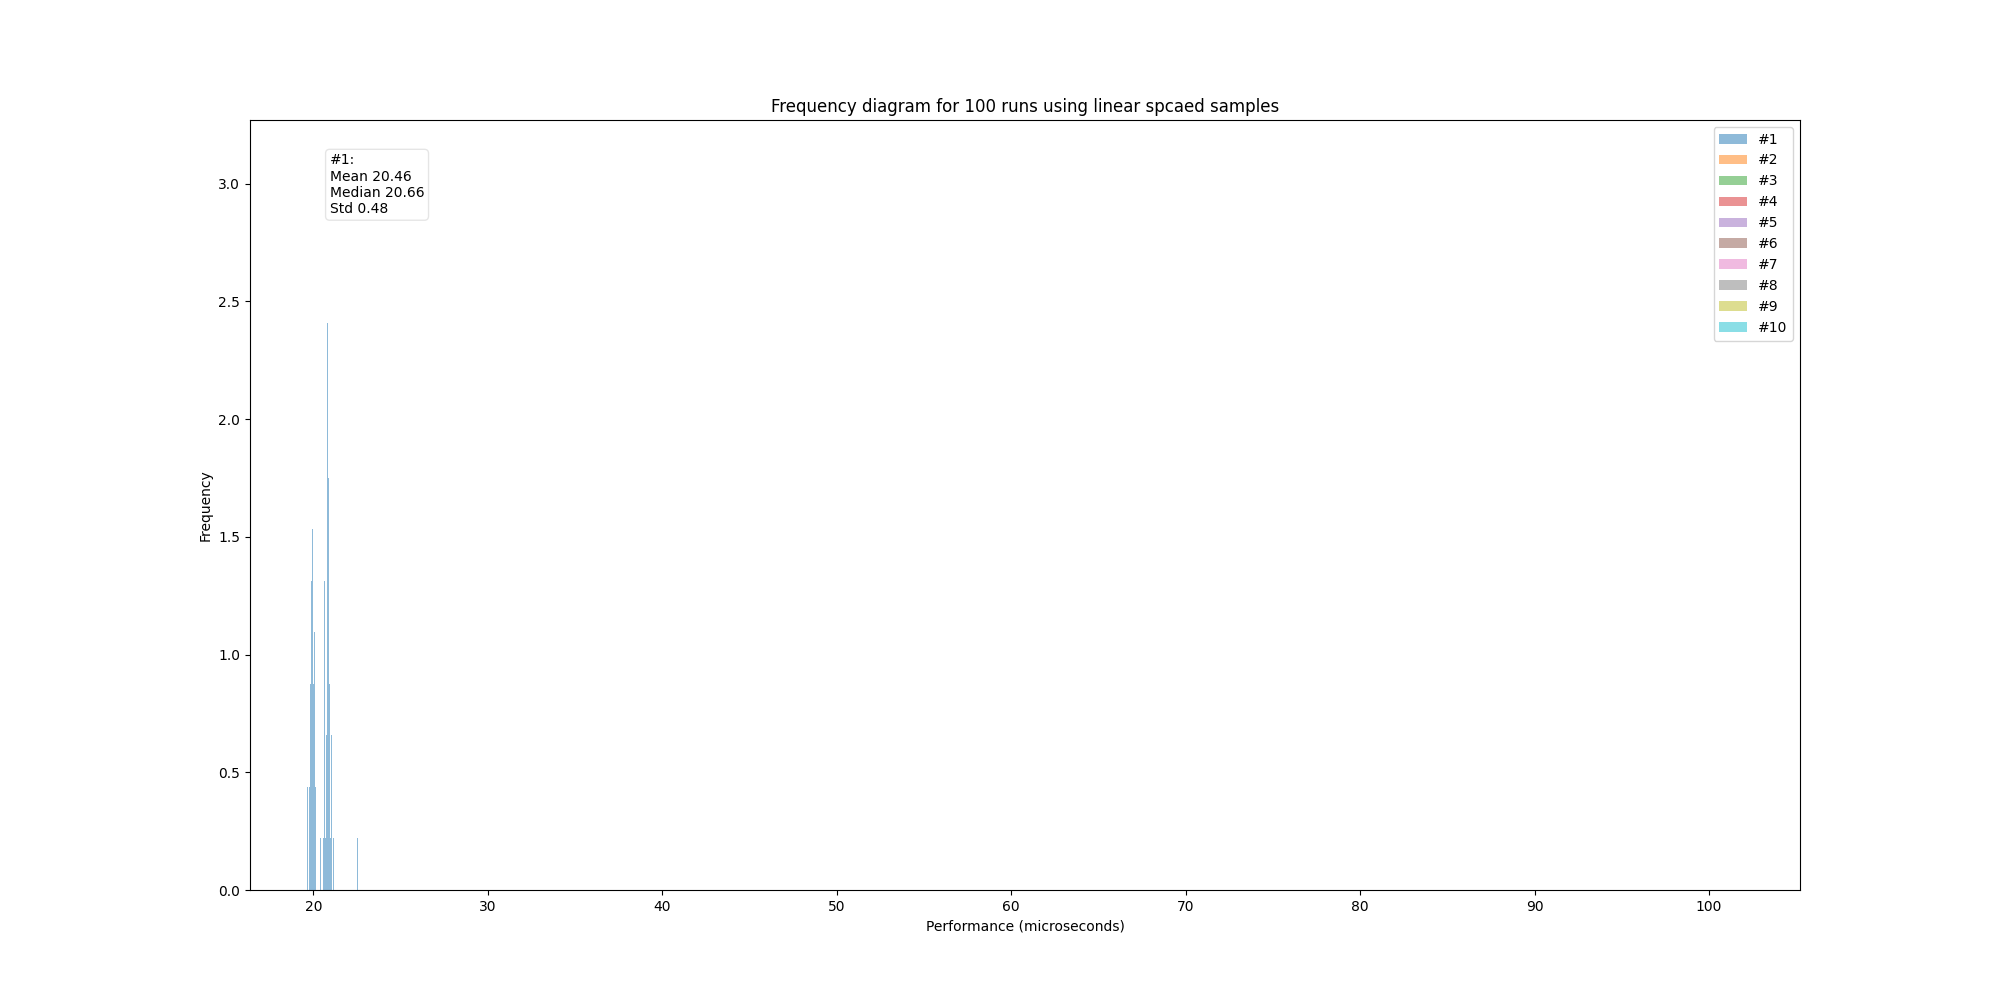 Frequency diagram for 100 runs using linear spcaed samples
#1:
Mean 20.46
Median 20.66
Std 0.48
#1
#2
#3
#4
#5
#6
#7
#8
#9
#10
Frequency
3.0
2.5
2.0
1.5
1.0
0.5
0.0
20 30 40 50 60 70 80 90 100
Performance (microseconds)